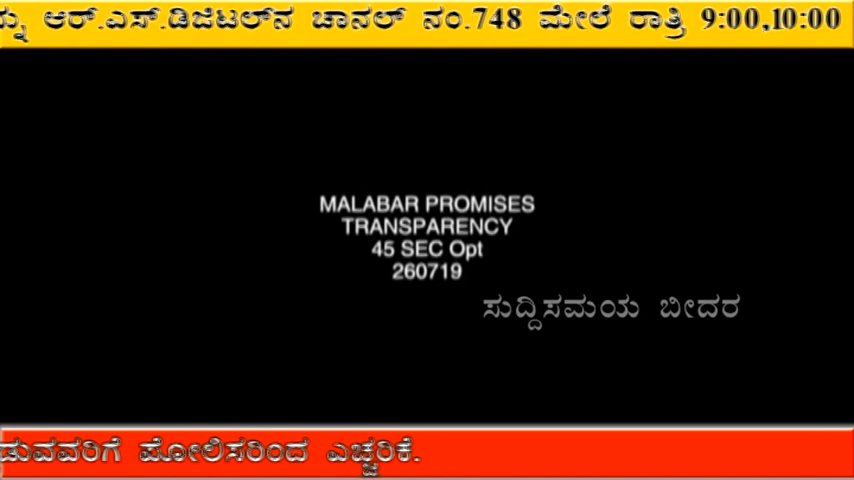 ಆರ್.ಎಸ್.ಡಿಜಿಟಲ್‌ನ ಚಾನಲ್ ನಂ.748 ಮೇಲೆ ರಾತ್ರಿ 9:00,10:00
MALABAR PROMISES
TRANSPARENCY
45 SEC Opt
260719
ಸುದ್ದಿಸಮಯ ಬೀದರ
ಡುವವರಿಗೆ ಪೋಲಿಸರಿಂದ ಎಚ್ಚರಿಕೆ.